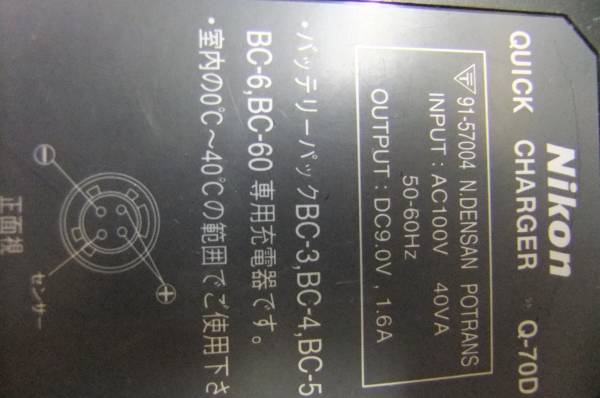 Nikon
QUICK CHARGER Q-70D
91-57004 N.DENSAN POTRANS
INPUT : AC100V 40VA
50-60Hz
OUTPUT : DC9.0V , 1.6A
・バッテリーパックBC-3,BC-4,BC-5
BC-6,BC-60 専用充電器です。
・室内の0℃～40℃の範囲でご使用下さ
⊖
⊕
センサー
正面視